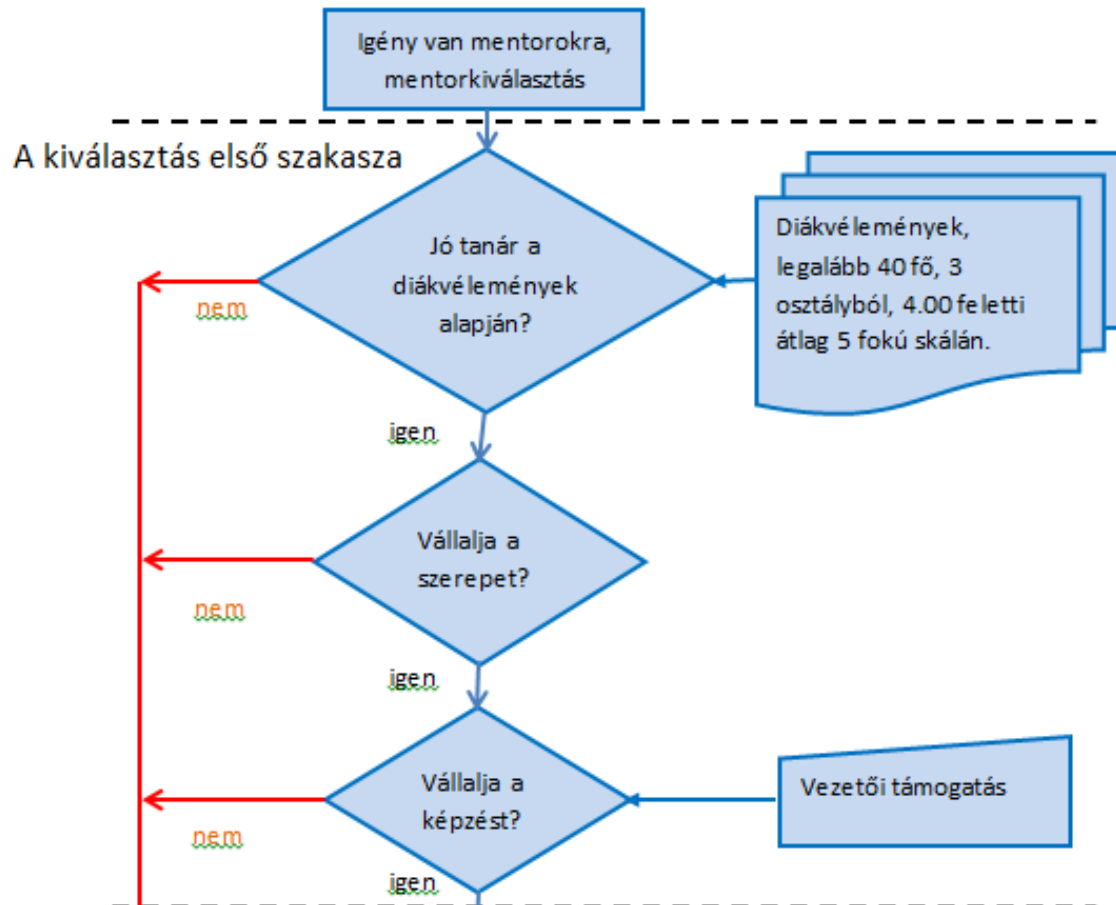 Igény van mentorokra,
mentorkiválasztás
A kiválasztás első szakasza
Jó tanár a
diákvélemények
alapján?
Diákvélemények,
legalább 40 fő, 3
osztályból, 4.00 feletti
átlag 5 fokú skálán.
nem
igen
Vállalja a
szerepet?
nem
igen
Vállalja a
képzést?
Vezetői támogatás
nem
igen